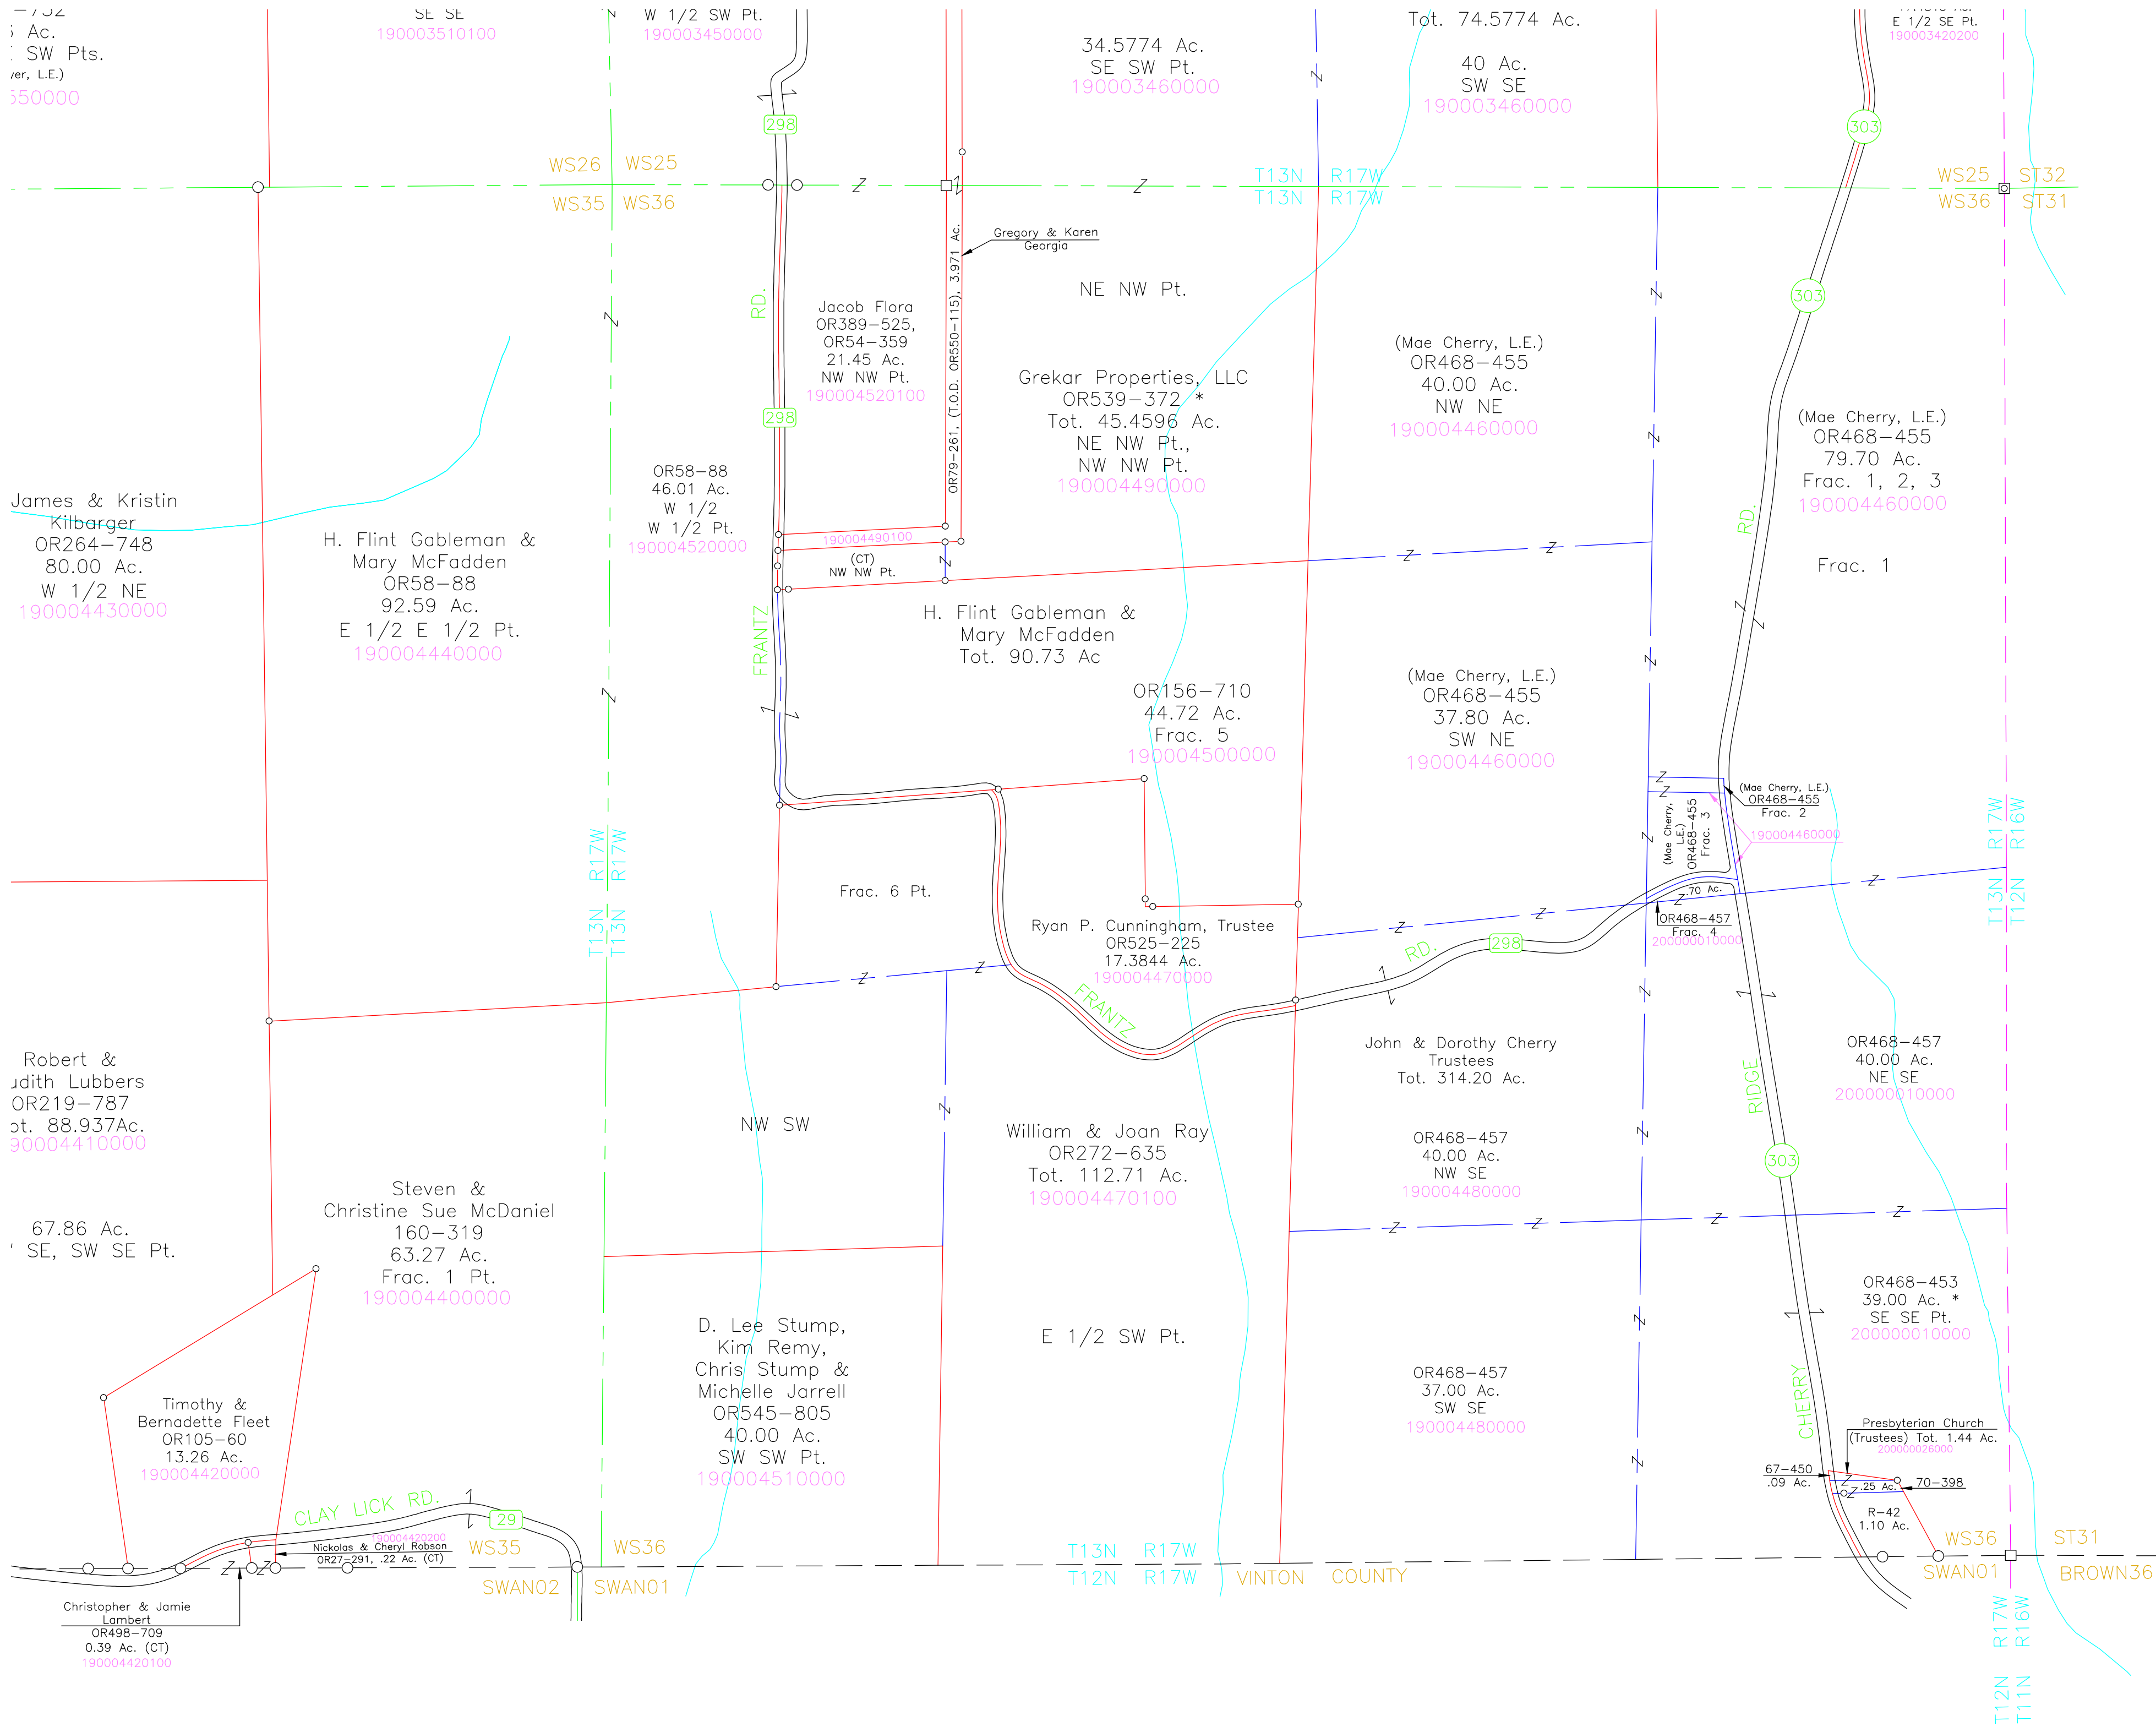 Ac.
SW Pts.
SE SE
190003510100
W 1/2 SW Pt.
190003450000
34.5774 Ac.
SE SW Pt.
190003460000
Tot. 74.5774 Ac.
40 Ac.
SW SE
190003460000
E 1/2 SE Pt.
190003420200
298
303
WS26 WS25
WS35 WS36
T13N R17W
T13N R17W
WS25 ST32
WS36 ST31
Gregory & Karen
Georgia
OR79-261, (T.O.D. OR550-115), 3.971 Ac.
NE NW Pt.
303
RD.
Jacob Flora
OR389-525,
OR54-359
21.45 Ac.
NW NW Pt.
190004520100
298
Grekar Properties, LLC
OR539-372 *
Tot. 45.4596 Ac.
NE NW Pt.,
NW NW Pt.
190004490000
(Mae Cherry, L.E.)
OR468-455
40.00 Ac.
NW NE
190004460000
(Mae Cherry, L.E.)
OR468-455
79.70 Ac.
Frac. 1, 2, 3
190004460000
Frac. 1
RD.
James & Kristin
Kilbarger
OR264-748
80.00 Ac.
W 1/2 NE
190004430000
H. Flint Gableman &
Mary McFadden
OR58-88
92.59 Ac.
E 1/2 E 1/2 Pt.
190004440000
OR58-88
46.01 Ac.
W 1/2
W 1/2 Pt.
190004520000
190004490100
(CT)
NW NW Pt.
FRANTZ
H. Flint Gableman &
Mary McFadden
Tot. 90.73 Ac
OR156-710
44.72 Ac.
Frac. 5
190004500000
(Mae Cherry, L.E.)
OR468-455
37.80 Ac.
SW NE
190004460000
(Mae Cherry, L.E.)
OR468-455
Frac. 2
(Mae Cherry,
L.E.)
OR468-455
Frac. 3
190004460000
T13N R17W
T13N R17W
T13N R17W
T12N R16W
Frac. 6 Pt.
Ryan P. Cunningham, Trustee
OR525-225
17.3844 Ac.
190004470000
.70 Ac.
OR468-457
Frac. 4
200000010000
FRANTZ
RD.
298
Robert &
Lubbers
OR219-787
88.937Ac.
67.86 Ac.
SE, SW SE Pt.
NW SW
William & Joan Ray
OR272-635
Tot. 112.71 Ac.
190004470100
John & Dorothy Cherry
Trustees
Tot. 314.20 Ac.
OR468-457
40.00 Ac.
NW SE
190004480000
RIDGE
303
OR468-457
40.00 Ac.
NE SE
200000010000
Steven &
Christine Sue McDaniel
160-319
63.27 Ac.
Frac. 1 Pt.
190004400000
D. Lee Stump,
Kim Remy,
Chris Stump &
Michelle Jarrell
OR545-805
40.00 Ac.
SW SW Pt.
190004510000
E 1/2 SW Pt.
OR468-457
37.00 Ac.
SW SE
190004480000
CHERRY
OR468-453
39.00 Ac. *
SE SE Pt.
200000010000
Timothy &
Bernadette Fleet
OR105-60
13.26 Ac.
190004420000
Presbyterian Church
(Trustees) Tot. 1.44 Ac.
200000026000
67-450
.09 Ac.
.25 Ac.
70-398
R-42
1.10 Ac.
CLAY LICK RD.
29
190004420200
Nickolas & Cheryl Robson
OR27-291, .22 Ac. (CT)
WS35 WS36
SWAN02 SWAN01
T13N R17W
T12N R17W
VINTON COUNTY
WS36 ST31
SWAN01 BROWN36
Christopher & Jamie
Lambert
OR498-709
0.39 Ac. (CT)
190004420100
T12N R17W
T11N R16W